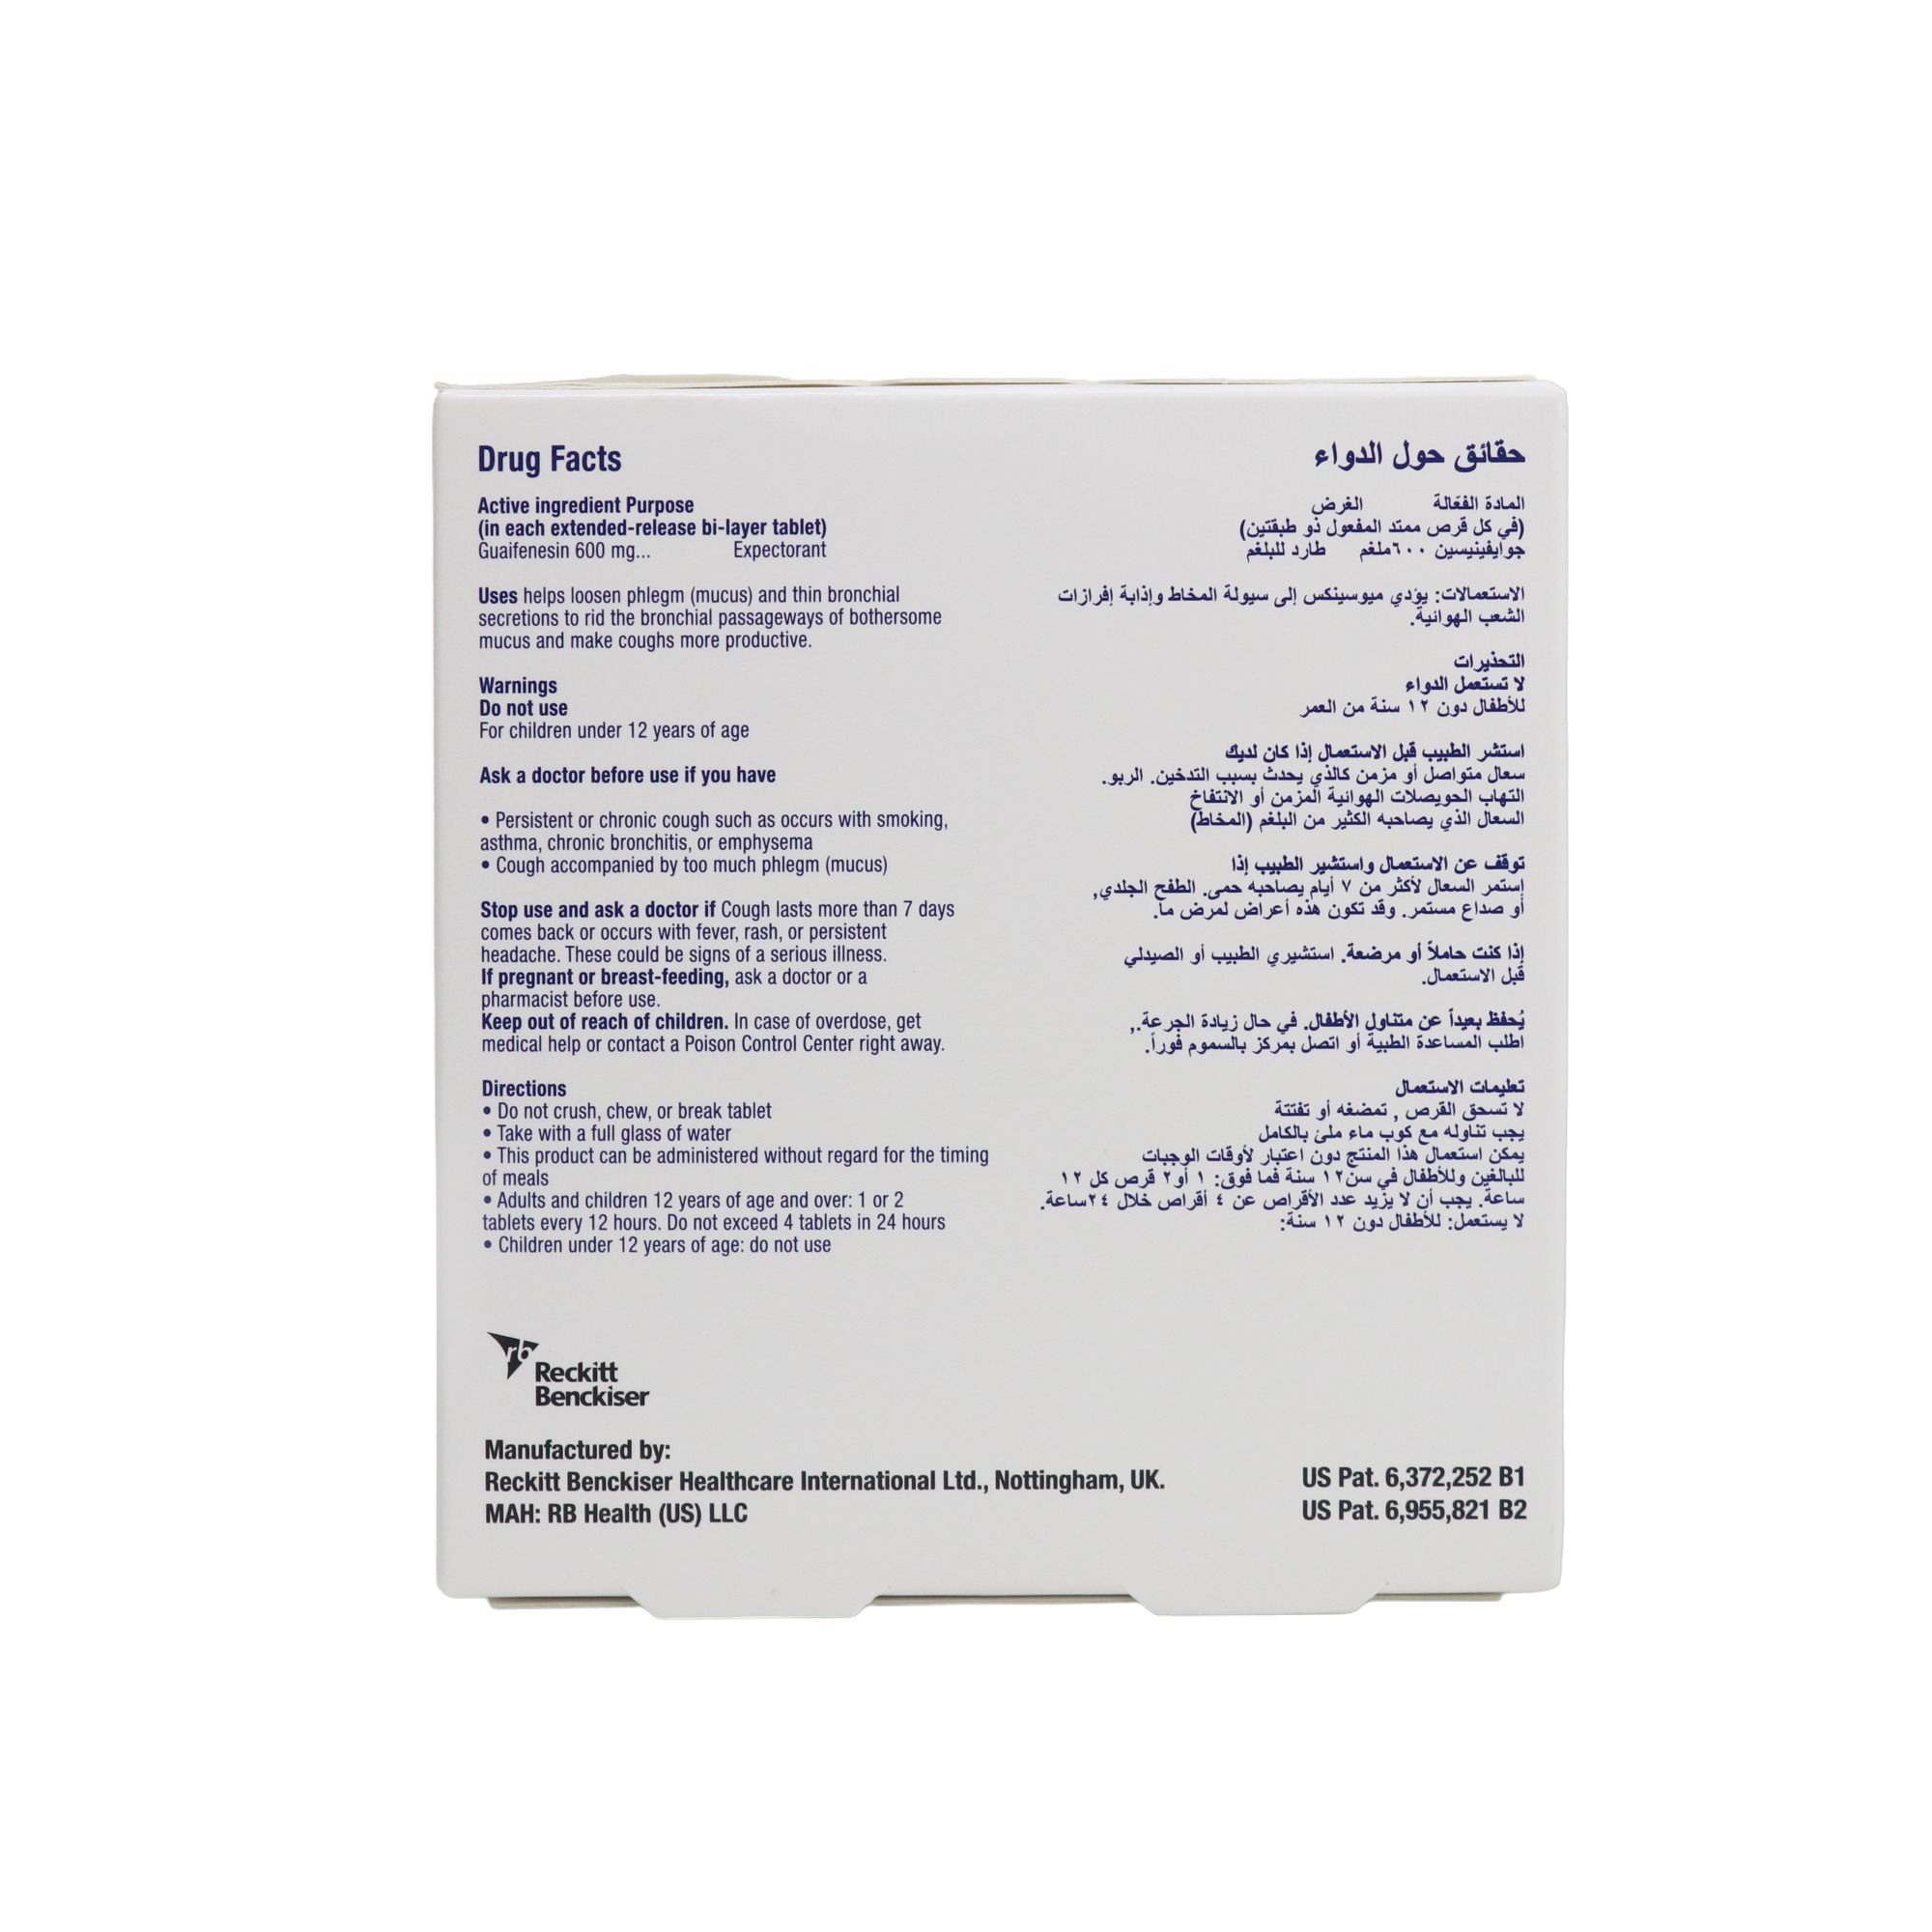 Drug Facts
Active ingredient Purpose
(in each extended-release bi-layer tablet)
Guaifenesin 600 mg... Expectorant
Uses helps loosen phlegm (mucus) and thin bronchial
secretions to rid the bronchial passageways of bothersome
mucus and make coughs more productive.
Warnings
Do not use
For children under 12 years of age
Ask a doctor before use if you have
• Persistent or chronic cough such as occurs with smoking,
asthma, chronic bronchitis, or emphysema
• Cough accompanied by too much phlegm (mucus)
Stop use and ask a doctor if Cough lasts more than 7 days
comes back or occurs with fever, rash, or persistent
headache. These could be signs of a serious illness.
If pregnant or breast-feeding, ask a doctor or a
pharmacist before use.
Keep out of reach of children. In case of overdose, get
medical help or contact a Poison Control Center right away.
Directions
• Do not crush, chew, or break tablet
• Take with a full glass of water
• This product can be administered without regard for the timing
of meals
• Adults and children 12 years of age and over: 1 or 2
tablets every 12 hours. Do not exceed 4 tablets in 24 hours
• Children under 12 years of age: do not use
حقائق حول الدواء
المادة الفعّالة الغرض
(في كل قرص ممتد المفعول ذو طبقتين)
جوايفينيسين ٦٠٠ملغم طارد للبلغم
الاستعمالات: يؤدي ميوسينكس إلى سيولة المخاط وإذابة إفرازات
الشعب الهوائية.
التحذيرات
لا تستعمل الدواء
للأطفال دون ١٢ سنة من العمر
استشر الطبيب قبل الاستعمال إذا كان لديك
سعال متواصل أو مزمن كالذي يحدث بسبب التدخين. الربو.
التهاب الحويصلات الهوائية المزمن أو الانتفاخ
السعال الذي يصاحبه الكثير من البلغم (المخاط)
توقف عن الاستعمال واستشير الطبيب إذا
إستمر السعال لأكثر من ٧ أيام يصاحبه حمى. الطفح الجلدي,
أو صداع مستمر. وقد تكون هذه أعراض لمرض ما.
إذا كنت حاملاً أو مرضعة. استشيري الطبيب أو الصيدلي
قبل الاستعمال.
يُحفظ بعيداً عن متناول الأطفال. في حال زيادة الجرعة.,
اطلب المساعدة الطبية أو اتصل بمركز بالسموم فوراً.
تعليمات الاستعمال
لا تسحق القرص , تمضغه أو تفتتة
يجب تناوله مع كوب ماء ملئ بالكامل
يمكن استعمال هذا المنتج دون اعتبار لأوقات الوجبات
للبالغين وللأطفال في سن١٢ سنة فما فوق: ١ أو٢ قرص كل ١٢
ساعة. يجب أن لا يزيد عدد الأقراص عن ٤ أقراص خلال ٢٤ساعة.
لا يستعمل: للأطفال دون ١٢ سنة:
rb
Reckitt
Benckiser
Manufactured by:
Reckitt Benckiser Healthcare International Ltd., Nottingham, UK.
MAH: RB Health (US) LLC
US Pat. 6,372,252 B1
US Pat. 6,955,821 B2